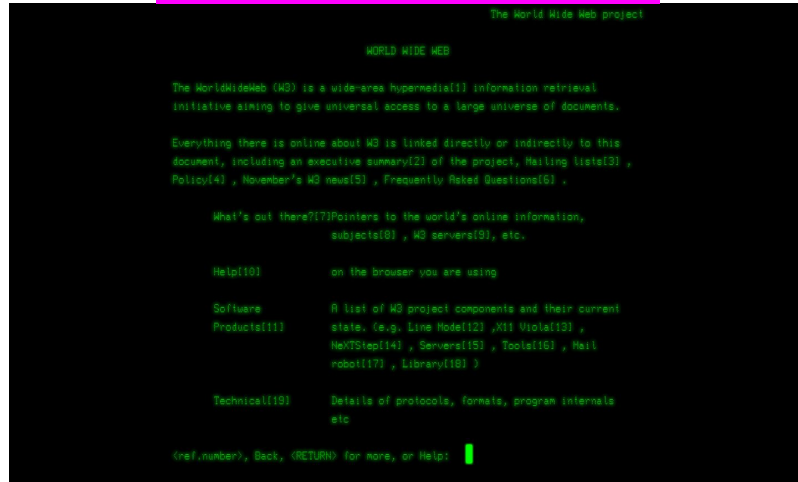 The World Wide Web project
WORLD WIDE WEB
The WorldWideWeb (W3) is a wide-area hypermedia[1] information retrieval
initiative aiming to give universal access to a large universe of documents.
Everything there is online about W3 is linked directly or indirectly to this
document, including an executive summary[2] of the project, Mailing lists[3] ,
Policy[4] , November's W3 news[5] , Frequently Asked Questions[6] .
What's out there?[7]Pointers to the world's online information,
subjects[8] , W3 servers[9], etc.
Help[10] on the browser you are using
Software A list of W3 project components and their current
Products[11] state. (e.g. Line Mode[12] ,X11 Viola[13] ,
NeXTStep[14] , Servers[15] , Tools[16] , Mail
robot[17] , Library[18] )
Technical[19] Details of protocols, formats, program internals
etc
<ref.number>, Back, <RETURN> for more, or Help: